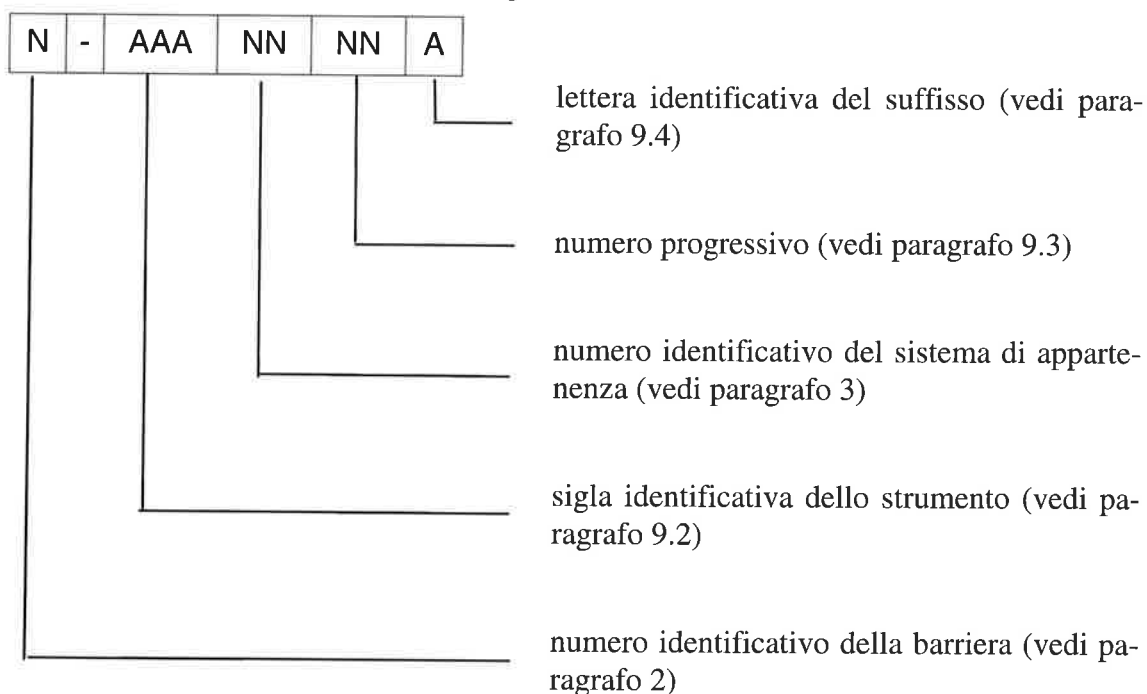 N - AAA NN NN A
lettera identificativa del suffisso (vedi para-
grafo 9.4)
numero progressivo (vedi paragrafo 9.3)
numero identificativo del sistema di apparte-
nenza (vedi paragrafo 3)
sigla identificativa dello strumento (vedi pa-
ragrafo 9.2)
numero identificativo della barriera (vedi pa-
ragrafo 2)